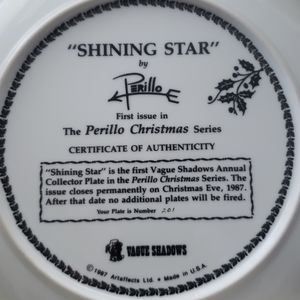 "SHINING STAR"
by
Perillo
First issue in
The Perillo Christmas Series
CERTIFICATE OF AUTHENTICITY
"Shining Star" is the first Vague Shadows Annual
Collector Plate in the Perillo Christmas Series. The
issue closes permanently on Christmas Eve, 1987.
After that date no additional plates will be fired.
Your Plate is Number 201
VAGUE SHADOWS
©1987 Artaffects Ltd. • Made in U.S.A.